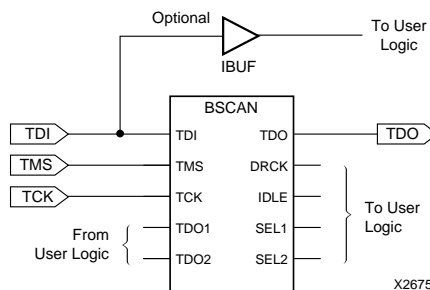 Optional
To User
Logic
IBUF
BSCAN
TDI
TDI
TDO
TDO
TMS
TMS
DRCK
TCK
TCK
IDLE
To User
Logic
From
User Logic
TDO1
SEL1
TDO2
SEL2
X2675